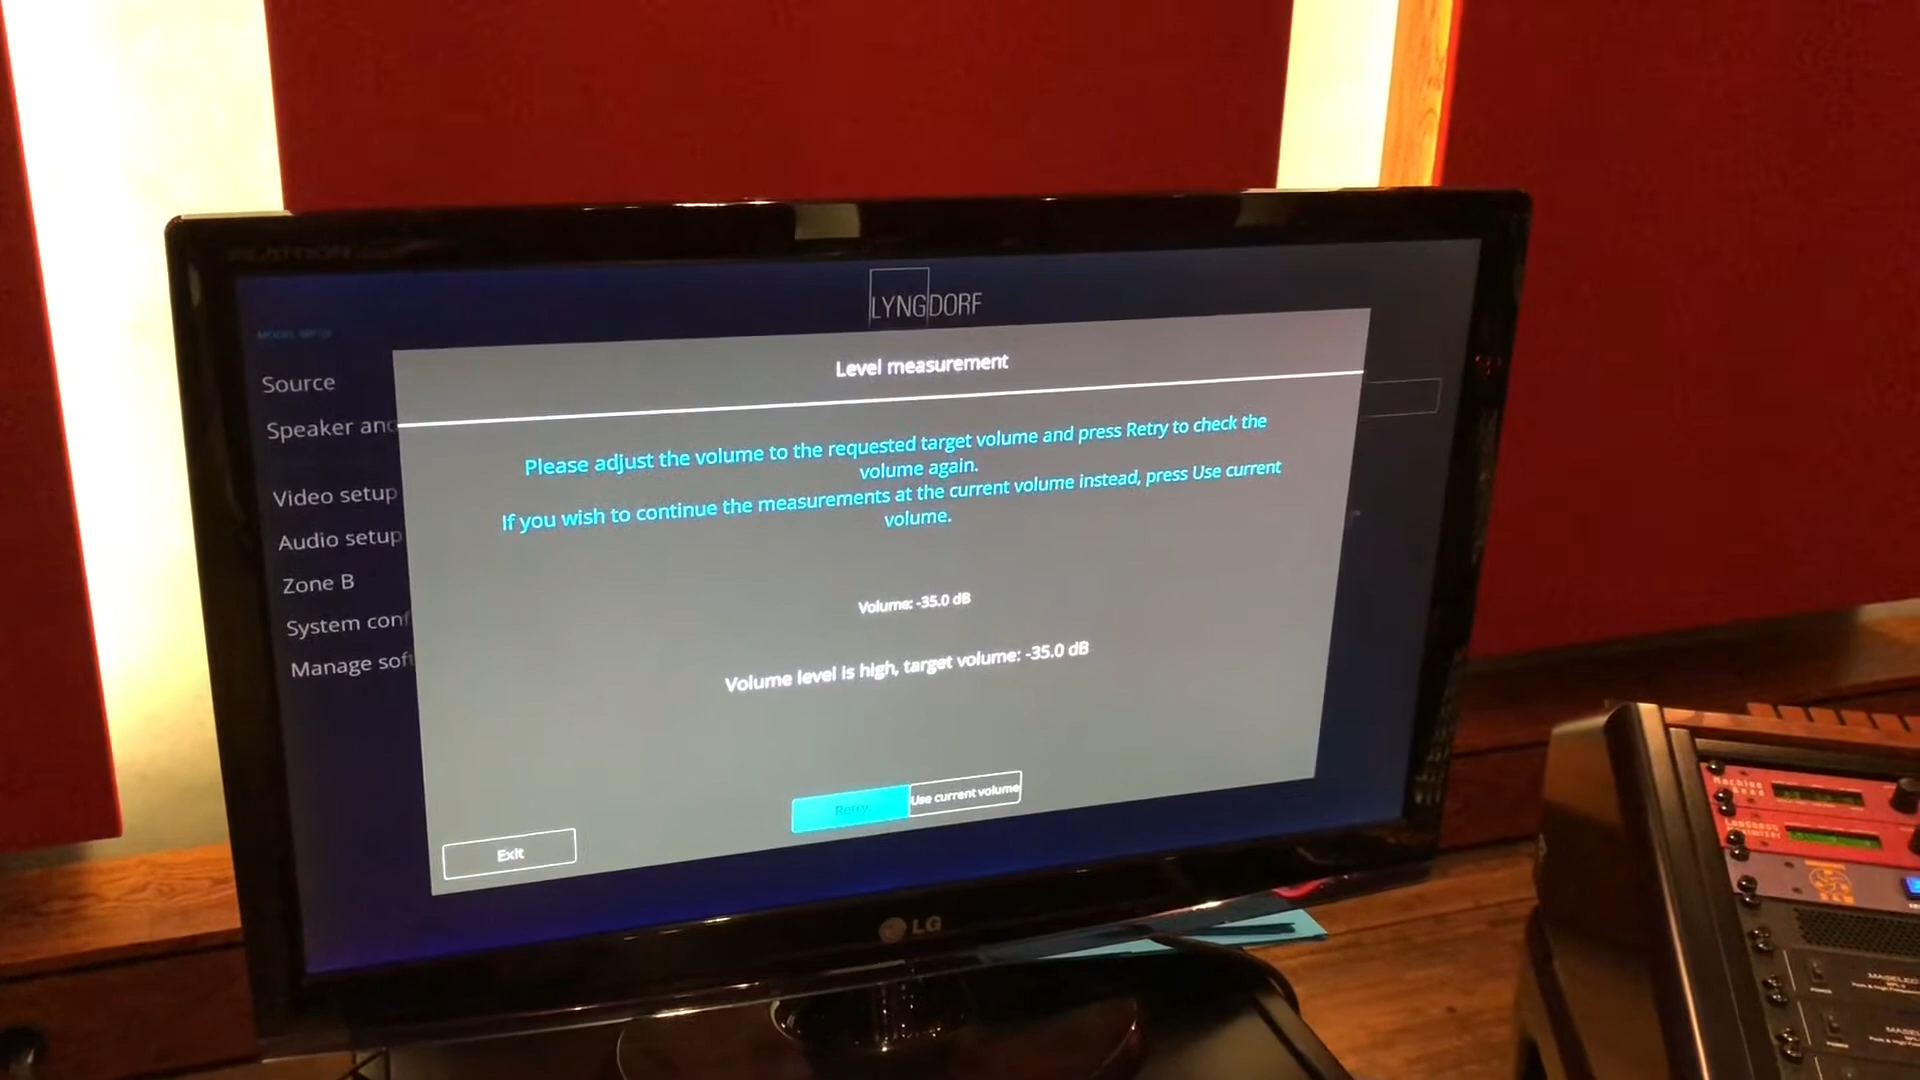 LYNGDORF
Level measurement
Source
Speaker and
Video setup
Audio setup
Zone B
System conf
Manage soft
Please adjust the volume to the requested target volume and press Retry to check the
volume again.
If you wish to continue the measurements at the current volume instead, press Use current
volume.
Volume: -35.0 dB
Volume level is high, target volume: -35.0 dB
Retry
Use current volume
Exit
LG